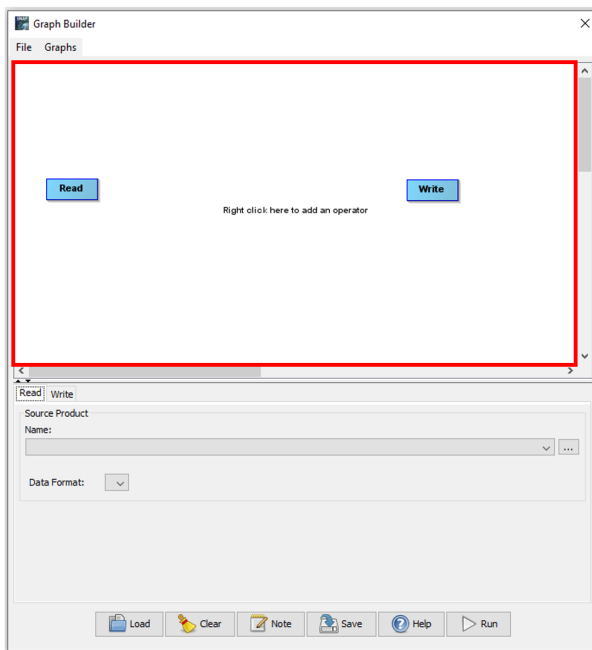 Graph Builder
File Graphs
Read
Write
Right click here to add an operator
Read Write
Source Product
Name:
...
Data Format:
Load Clear Note Save Help Run